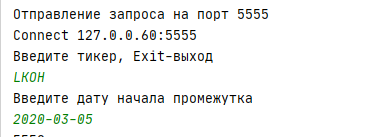 Отправление запроса на порт 5555
Connect 127.0.0.60:5555
Введите тикер, Exit-выход
LKOH
Введите дату начала промежутка
2020-03-05